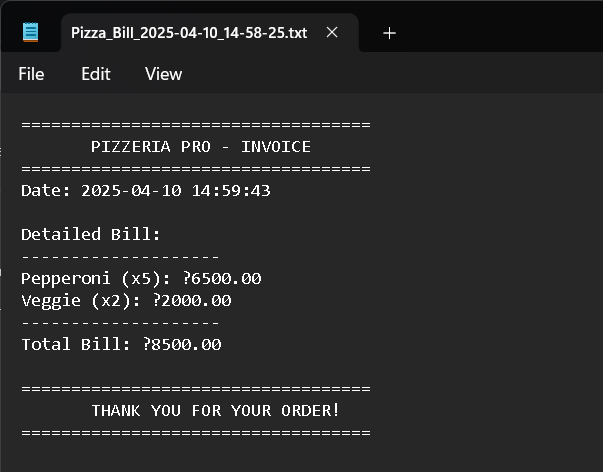 Pizza_Bill_2025-04-10_14-58-25.txt
File Edit View
===================================
PIZZERIA PRO - INVOICE
===================================
Date: 2025-04-10 14:59:43
Detailed Bill:
--------------------
Pepperoni (x5): ?6500.00
Veggie (x2): ?2000.00
--------------------
Total Bill: ?8500.00
===================================
THANK YOU FOR YOUR ORDER!
===================================